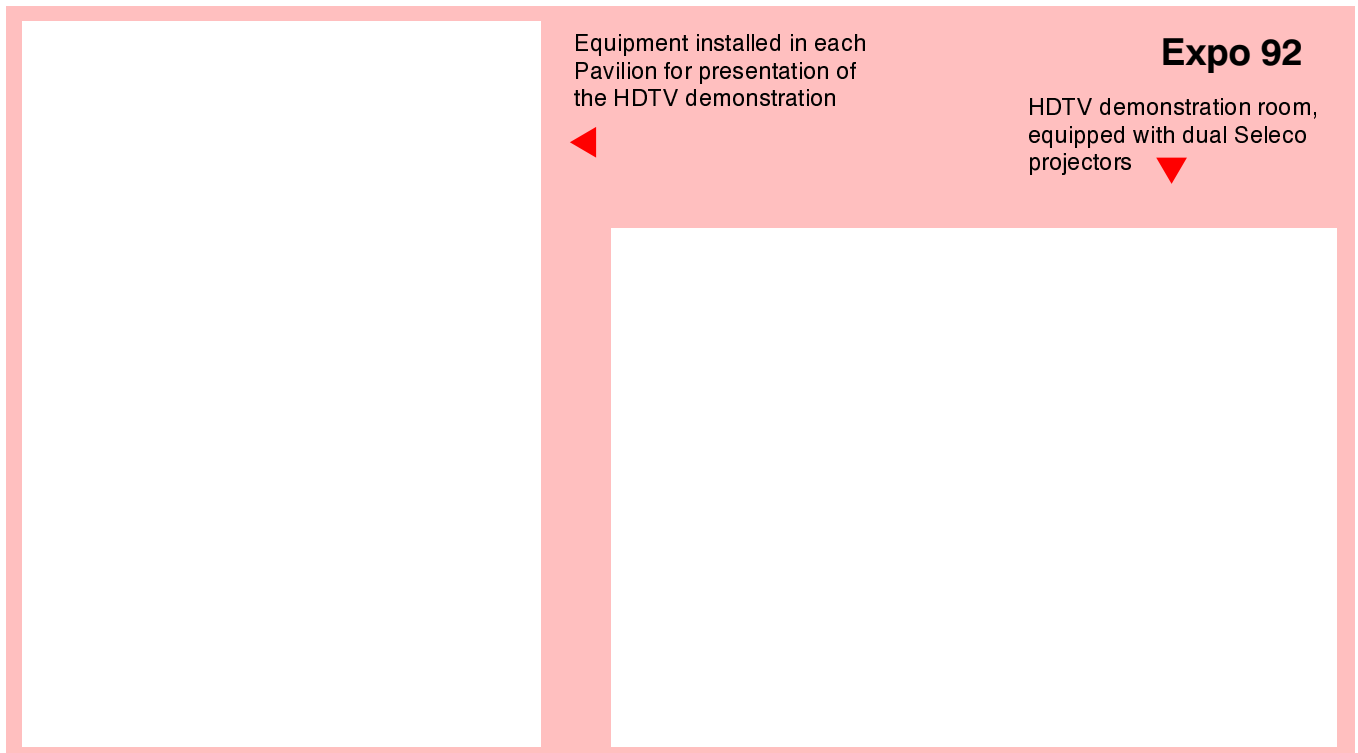 Equipment installed in each
Pavilion for presentation of
the HDTV demonstration
Expo 92
HDTV demonstration room,
equipped with dual Seleco
projectors